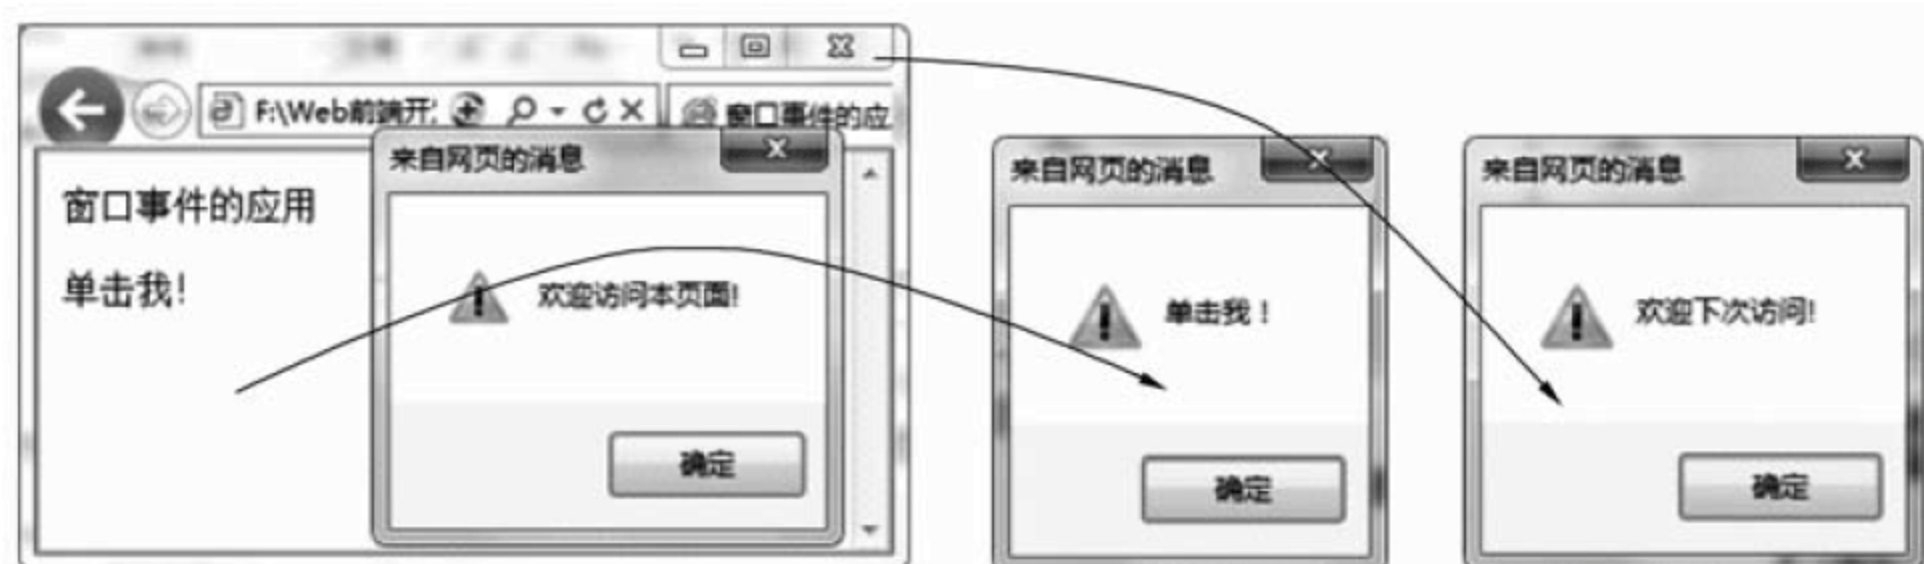 F:\Web前端开
窗口事件的应
窗口事件的应用
单击我!
来自网页的消息
欢迎访问本页面!
确定
来自网页的消息
单击我！
确定
来自网页的消息
欢迎下次访问!
确定